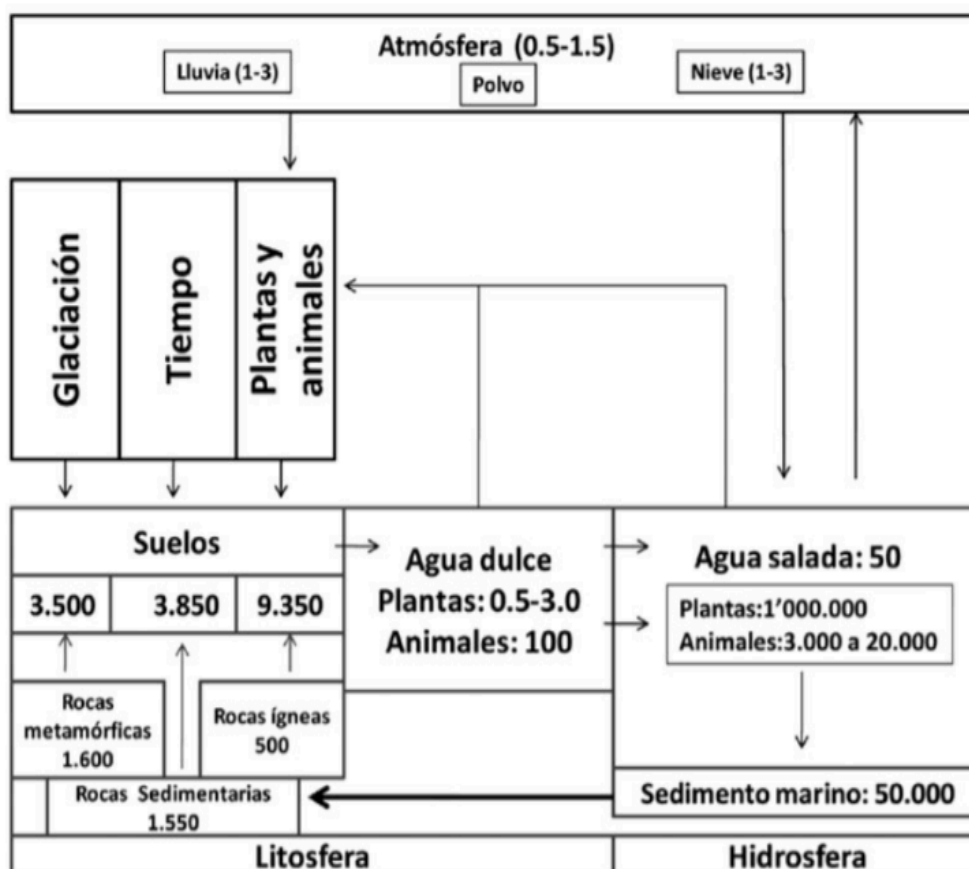 Atmósfera (0.5-1.5)
Lluvia (1-3)
Polvo
Nieve (1-3)
Glaciación
Tiempo
Plantas y
animales
Suelos
3.500
3.850
9.350
Rocas
metamórficas
1.600
Rocas ígneas
500
Rocas Sedimentarias
1.550
Agua dulce
Plantas: 0.5-3.0
Animales: 100
Agua salada: 50
Plantas:1’000.000
Animales:3.000 a 20.000
Sedimento marino: 50.000
Litosfera
Hidrosfera